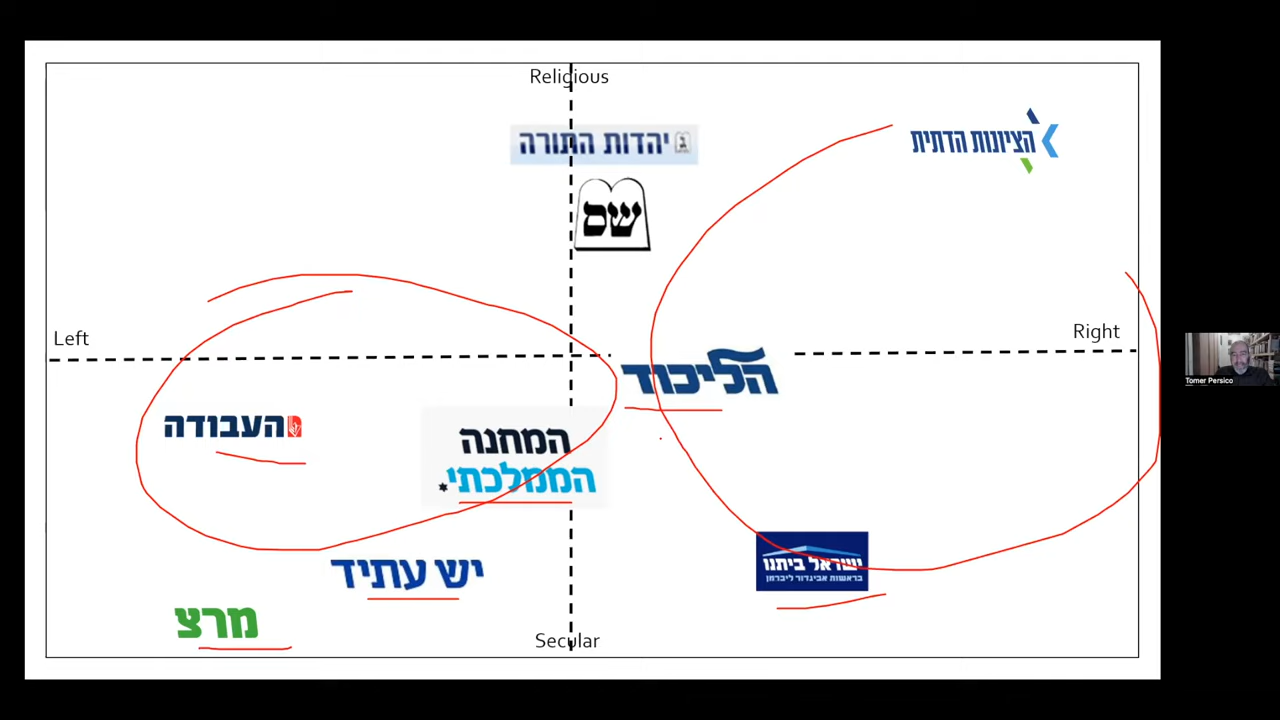 Religious
יהדות התורה
הציונות הדתית
שס
Left
Right
הליכוד
העבודה
המחנה
הממלכתי
יש עתיד
ישראל ביתנו
בראשות אביגדור ליברמן
מרצ
Secular
Tomer Persico